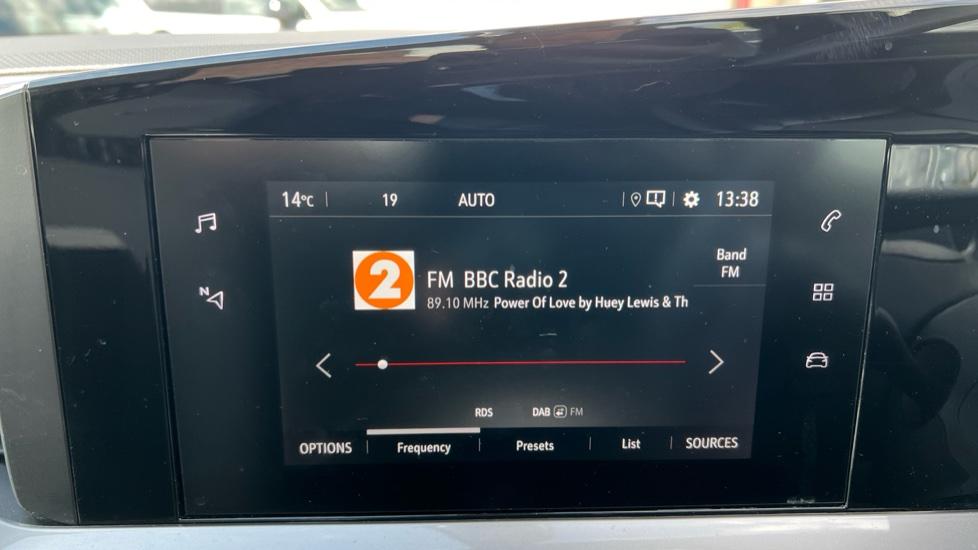 14°C 19 AUTO 13:38
N
Band
FM
2
FM BBC Radio 2
89.10 MHz Power Of Love by Huey Lewis & Th
RDS DAB FM
OPTIONS Frequency Presets List SOURCES